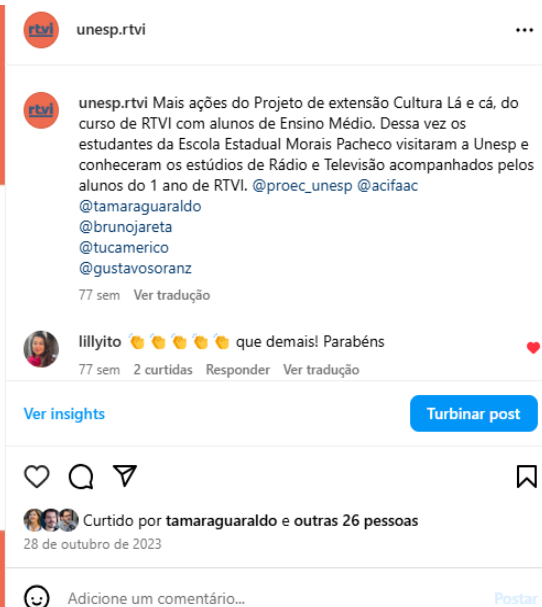 rtvi unesp.rtvi
rtvi unesp.rtvi Mais ações do Projeto de extensão Cultura Lá e cá, do
curso de RTVI com alunos de Ensino Médio. Dessa vez os
estudantes da Escola Estadual Morais Pacheco visitaram a Unesp e
conheceram os estúdios de Rádio e Televisão acompanhados pelos
alunos do 1 ano de RTVI. @proec_unesp @acifaac
@tamaraguaraldo
@brunojareta
@tucamerico
@gustavosoranz
77 sem Ver tradução
lillyito 👏👏👏👏👏 que demais! Parabéns
77 sem 2 curtidas Responder Ver tradução
Ver insights Turbinar post
Curtido por tamaraguaraldo e outras 26 pessoas
28 de outubro de 2023
Adicione um comentário... Postar